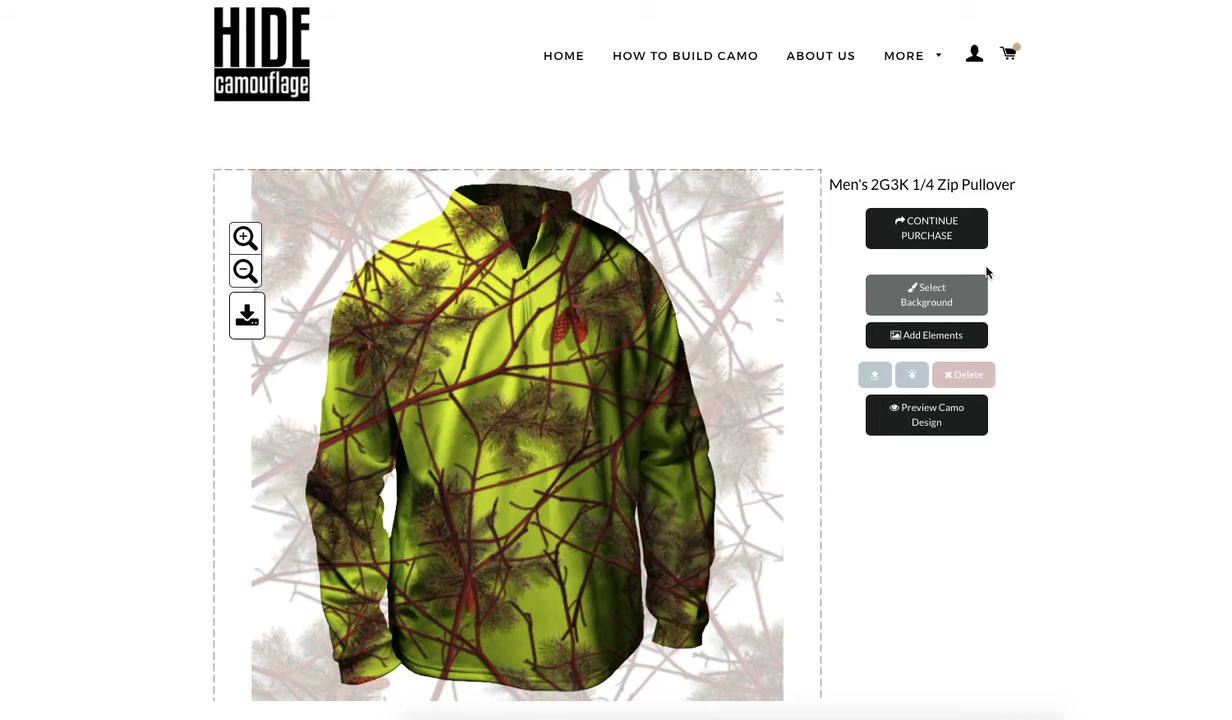 HIDE
camouflage
HOME HOW TO BUILD CAMO ABOUT US MORE
Men's 2G3K 1/4 Zip Pullover
CONTINUE
PURCHASE
Select
Background
Add Elements
Delete
Preview Camo
Design